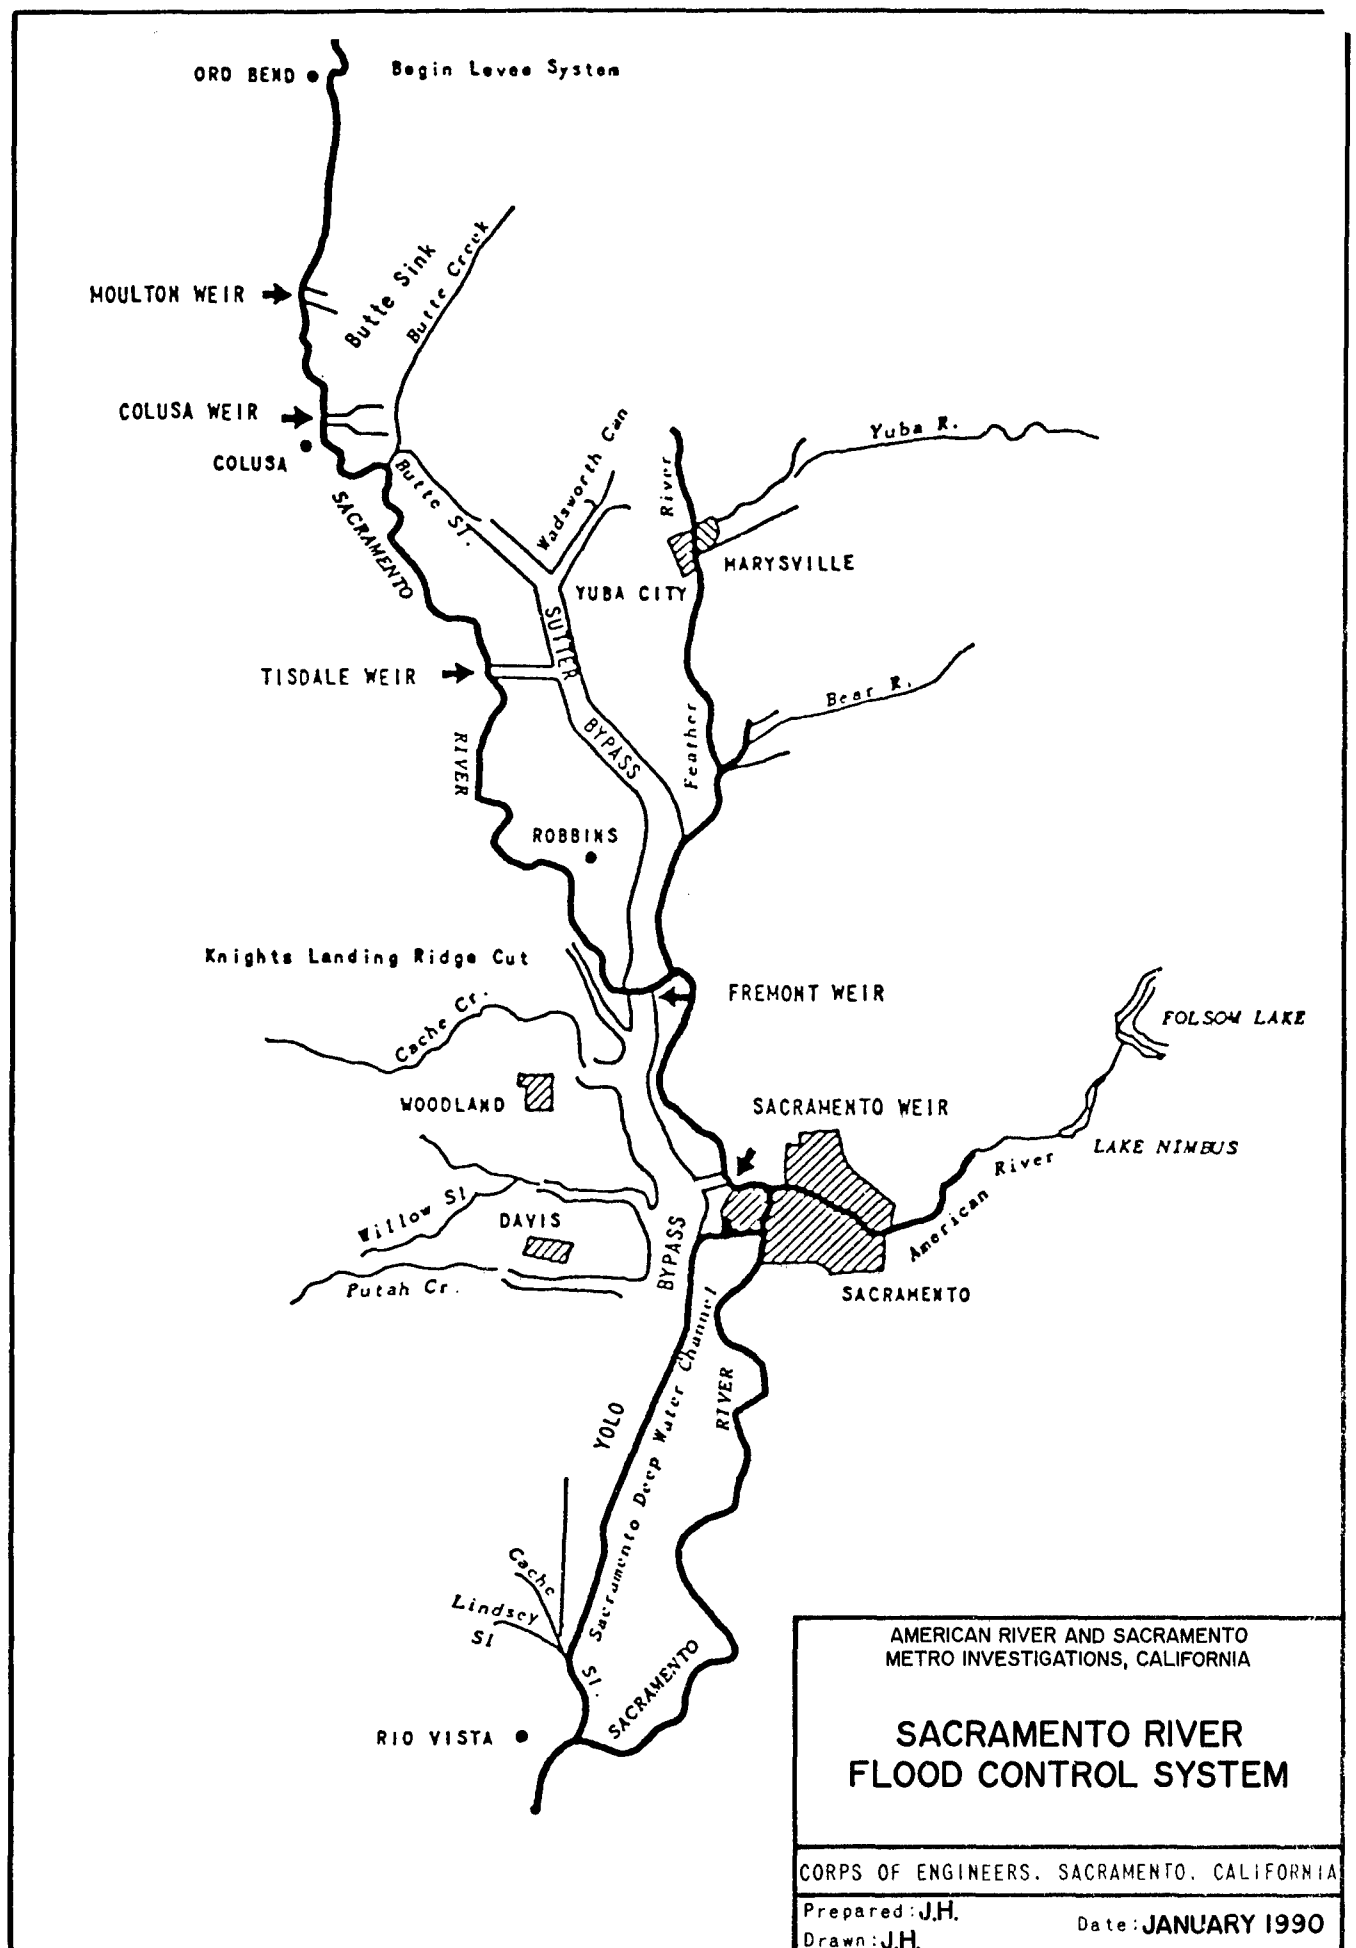 ORD BEND
Begin Levee System
Butte Sink
Butte Creek
MOULTON WEIR
COLUSA WEIR
COLUSA
Butte Sl.
Wadsworth Can
River
Yuba R.
SACRAMENTO
MARYSVILLE
YUBA CITY
SUTTER
TISDALE WEIR
Bear R.
BYPASS
Feather
RIVER
ROBBINS
Knights Landing Ridge Cut
FREMONT WEIR
Cache Cr.
FOLSOM LAKE
WOODLAND
SACRAMENTO WEIR
LAKE NIMBUS
American River
Willow Sl
DAVIS
BYPASS
Putah Cr.
SACRAMENTO
Sacramento Deep Water Channel
RIVER
YOLO
Cache
Lindsey
Sl
Sl.
SACRAMENTO
RIO VISTA
AMERICAN RIVER AND SACRAMENTO
METRO INVESTIGATIONS, CALIFORNIA
SACRAMENTO RIVER
FLOOD CONTROL SYSTEM
CORPS OF ENGINEERS. SACRAMENTO. CALIFORNIA
Prepared: J.H.
Date: JANUARY 1990
Drawn: J.H.